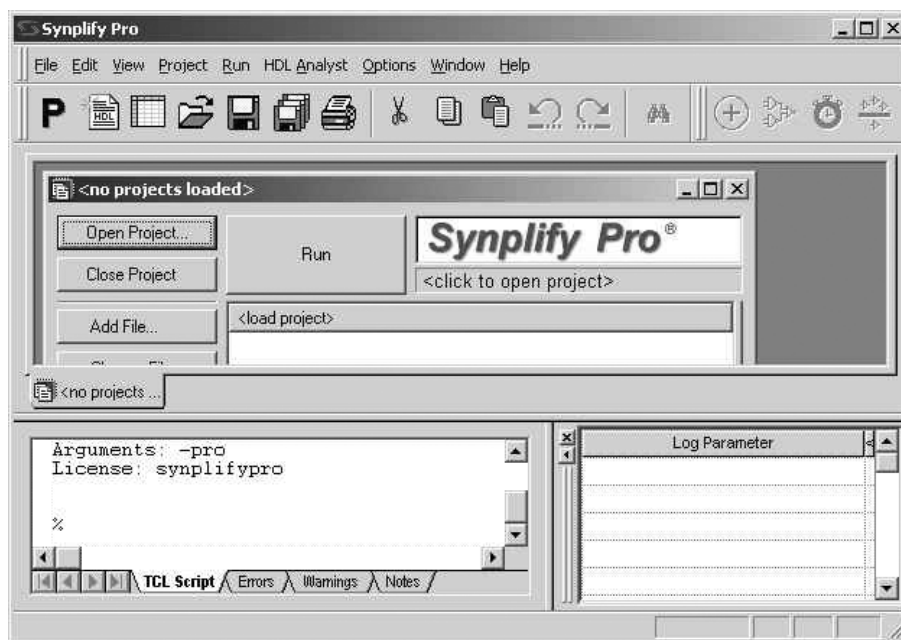 Synplify Pro
File Edit View Project Run HDL Analyst Options Window Help
P HDL
<no projects loaded>
Open Project...
Run
Synplify Pro®
Close Project
<click to open project>
Add File...
<load project>
<no projects ...
Arguments: -pro
License: synplifypro
%
Log Parameter
<
TCL Script Errors Warnings Notes